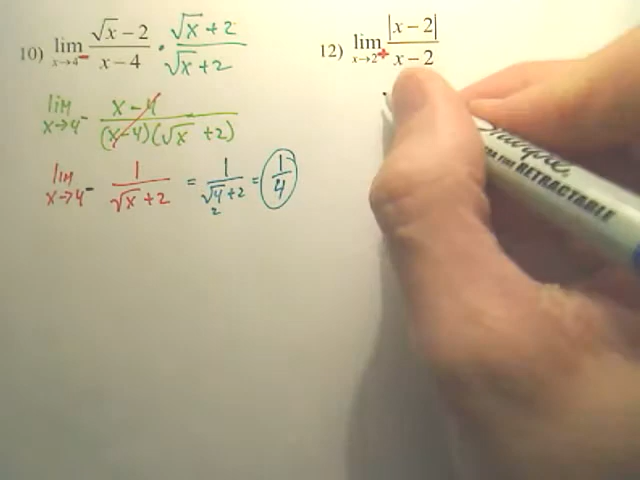 10) lim x→4⁻ (√x − 2)/(x − 4) · (√x + 2)/(√x + 2)
lim x→4⁻ (x − 4)/((x−4)(√x + 2))
lim x→4⁻ 1/(√x + 2) = 1/(√4 + 2) = 1/4
2
12) lim x→2⁺ |x − 2|/(x − 2)
FINE RETRACTABLE